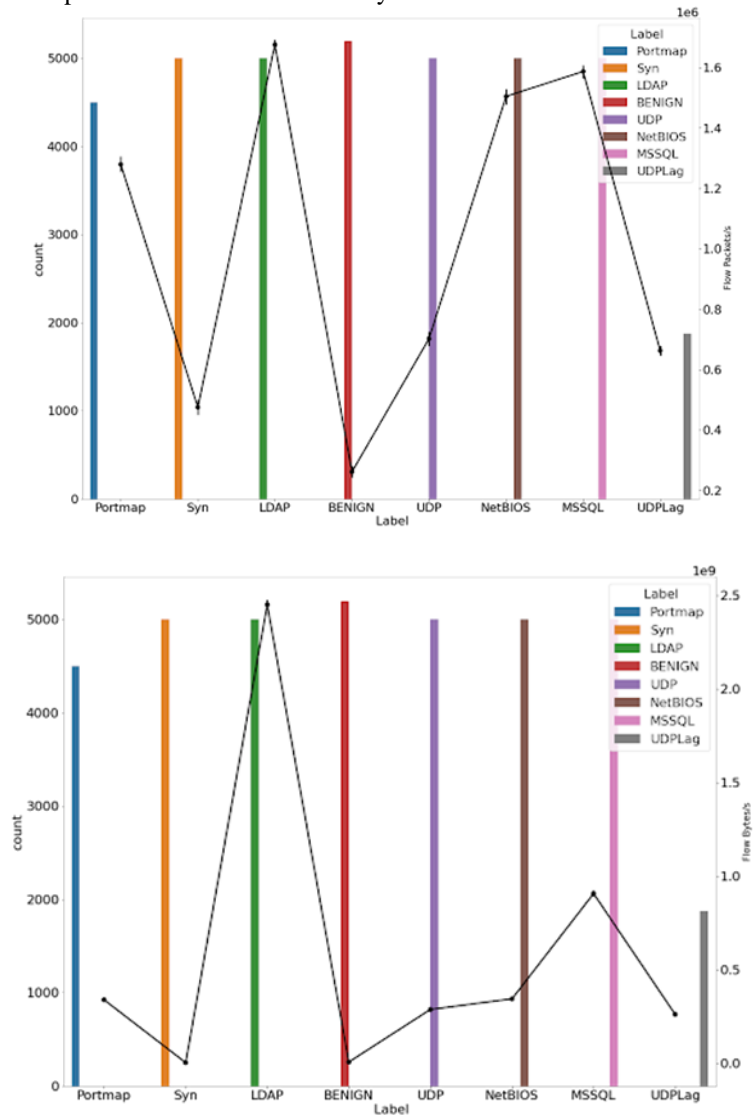 1e6
Label
Portmap
Syn
LDAP
BENIGN
UDP
NetBIOS
MSSQL
UDPLag
5000
4000
3000
2000
1000
0
count
1.6
1.4
1.2
1.0
0.8
0.6
0.4
0.2
Flow Packets/s
Portmap Syn LDAP BENIGN UDP NetBIOS MSSQL UDPLag
Label
1e9
Label
Portmap
Syn
LDAP
BENIGN
UDP
NetBIOS
MSSQL
UDPLag
5000
4000
3000
2000
1000
0
count
2.5
2.0
1.5
1.0
0.5
0.0
Flow Bytes/s
Portmap Syn LDAP BENIGN UDP NetBIOS MSSQL UDPLag
Label